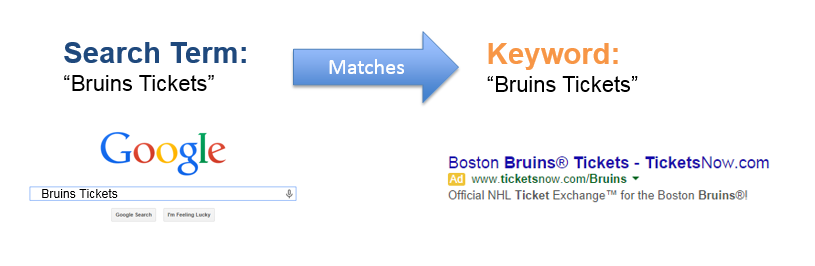 Search Term:
“Bruins Tickets”
Matches
Keyword:
“Bruins Tickets”
Google
Bruins Tickets
Google Search
I'm Feeling Lucky
Boston Bruins® Tickets - TicketsNow.com
Ad www.ticketsnow.com/Bruins
Official NHL Ticket Exchange™ for the Boston Bruins®!